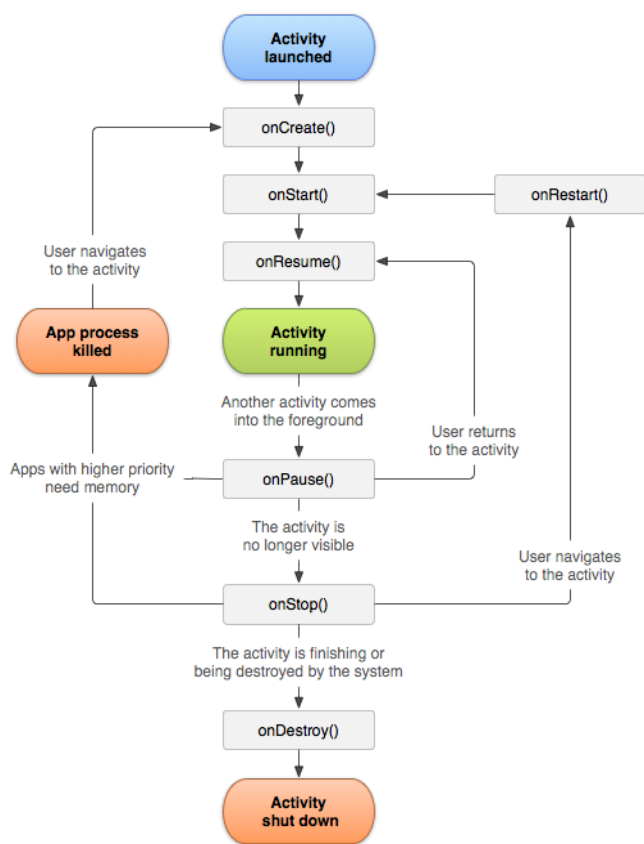 Activity
launched
onCreate()
onStart()
onRestart()
onResume()
User navigates
to the activity
App process
killed
Activity
running
Another activity comes
into the foreground
User returns
to the activity
Apps with higher priority
need memory
onPause()
The activity is
no longer visible
User navigates
to the activity
onStop()
The activity is finishing or
being destroyed by the system
onDestroy()
Activity
shut down